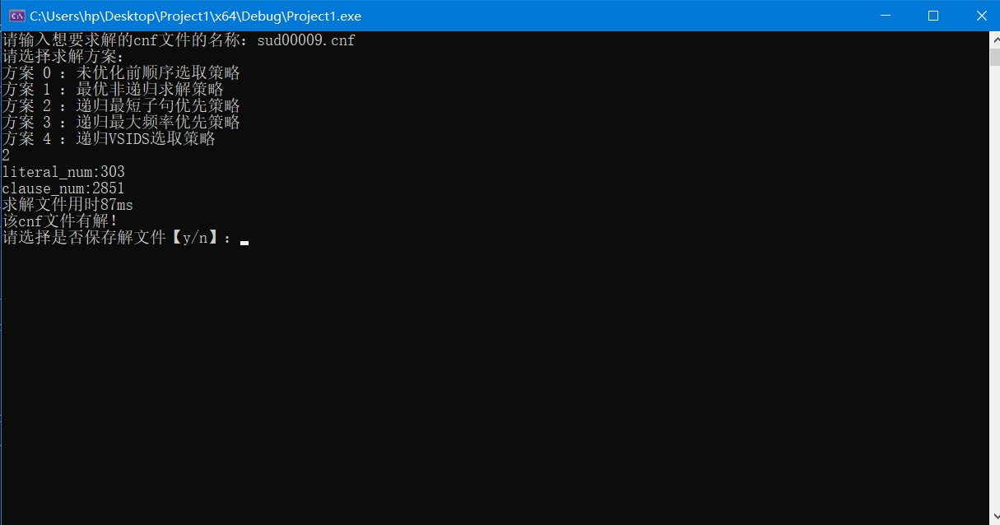 C:\Users\hp\Desktop\Project1\x64\Debug\Project1.exe
请输入想要求解的cnf文件的名称：sud00009.cnf
请选择求解方案：
方案 0 ：未优化前顺序选取策略
方案 1 ：最优非递归求解策略
方案 2 ：递归最短子句优先策略
方案 3 ：递归最大频率优先策略
方案 4 ：递归VSIDS选取策略
2
literal_num:303
clause_num:2851
求解文件用时87ms
该cnf文件有解！
请选择是否保存解文件【y/n】：